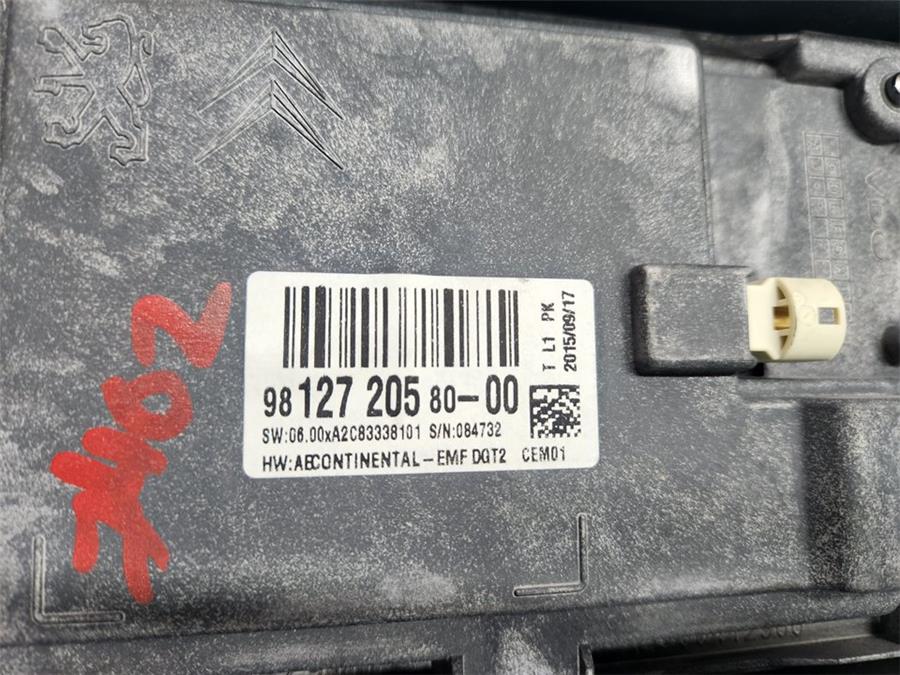 T L1 PK
2015/09/17
98 127 205 80-00
SW:06.00xA2C83338101 S/N:084732
HW:AECONTINENTAL-EMF DGT2 CEM01